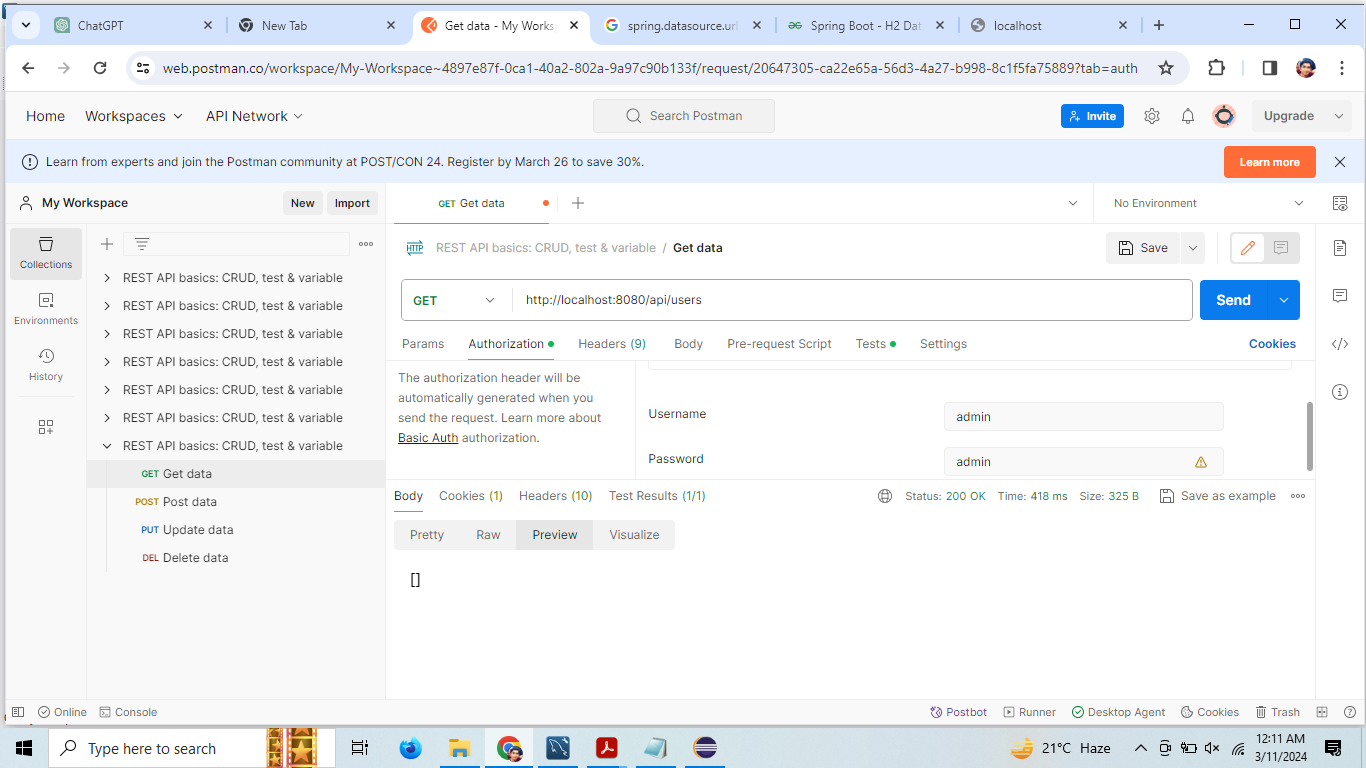 ChatGPT
New Tab
Get data - My Works
spring.datasource.url
Spring Boot - H2 Dat
localhost
web.postman.co/workspace/My-Workspace~4897e87f-0ca1-40a2-802a-9a97c90b133f/request/20647305-ca22e65a-56d3-4a27-b998-8c1f5fa75889?tab=auth
Home Workspaces API Network Search Postman Invite Upgrade
Learn from experts and join the Postman community at POST/CON 24. Register by March 26 to save 30%. Learn more
My Workspace New Import GET Get data No Environment
Collections
Environments
History
REST API basics: CRUD, test & variable
REST API basics: CRUD, test & variable
REST API basics: CRUD, test & variable
REST API basics: CRUD, test & variable
REST API basics: CRUD, test & variable
REST API basics: CRUD, test & variable
REST API basics: CRUD, test & variable
GET Get data
POST Post data
PUT Update data
DEL Delete data
HTTP REST API basics: CRUD, test & variable / Get data Save
GET http://localhost:8080/api/users Send
Params Authorization Headers (9) Body Pre-request Script Tests Settings Cookies
The authorization header will be
automatically generated when you
send the request. Learn more about
Basic Auth authorization.
Username admin
Password admin
Body Cookies (1) Headers (10) Test Results (1/1) Status: 200 OK Time: 418 ms Size: 325 B Save as example
Pretty Raw Preview Visualize
[]
Online Console Postbot Runner Desktop Agent Cookies Trash
Type here to search 21°C Haze 12:11 AM
3/11/2024